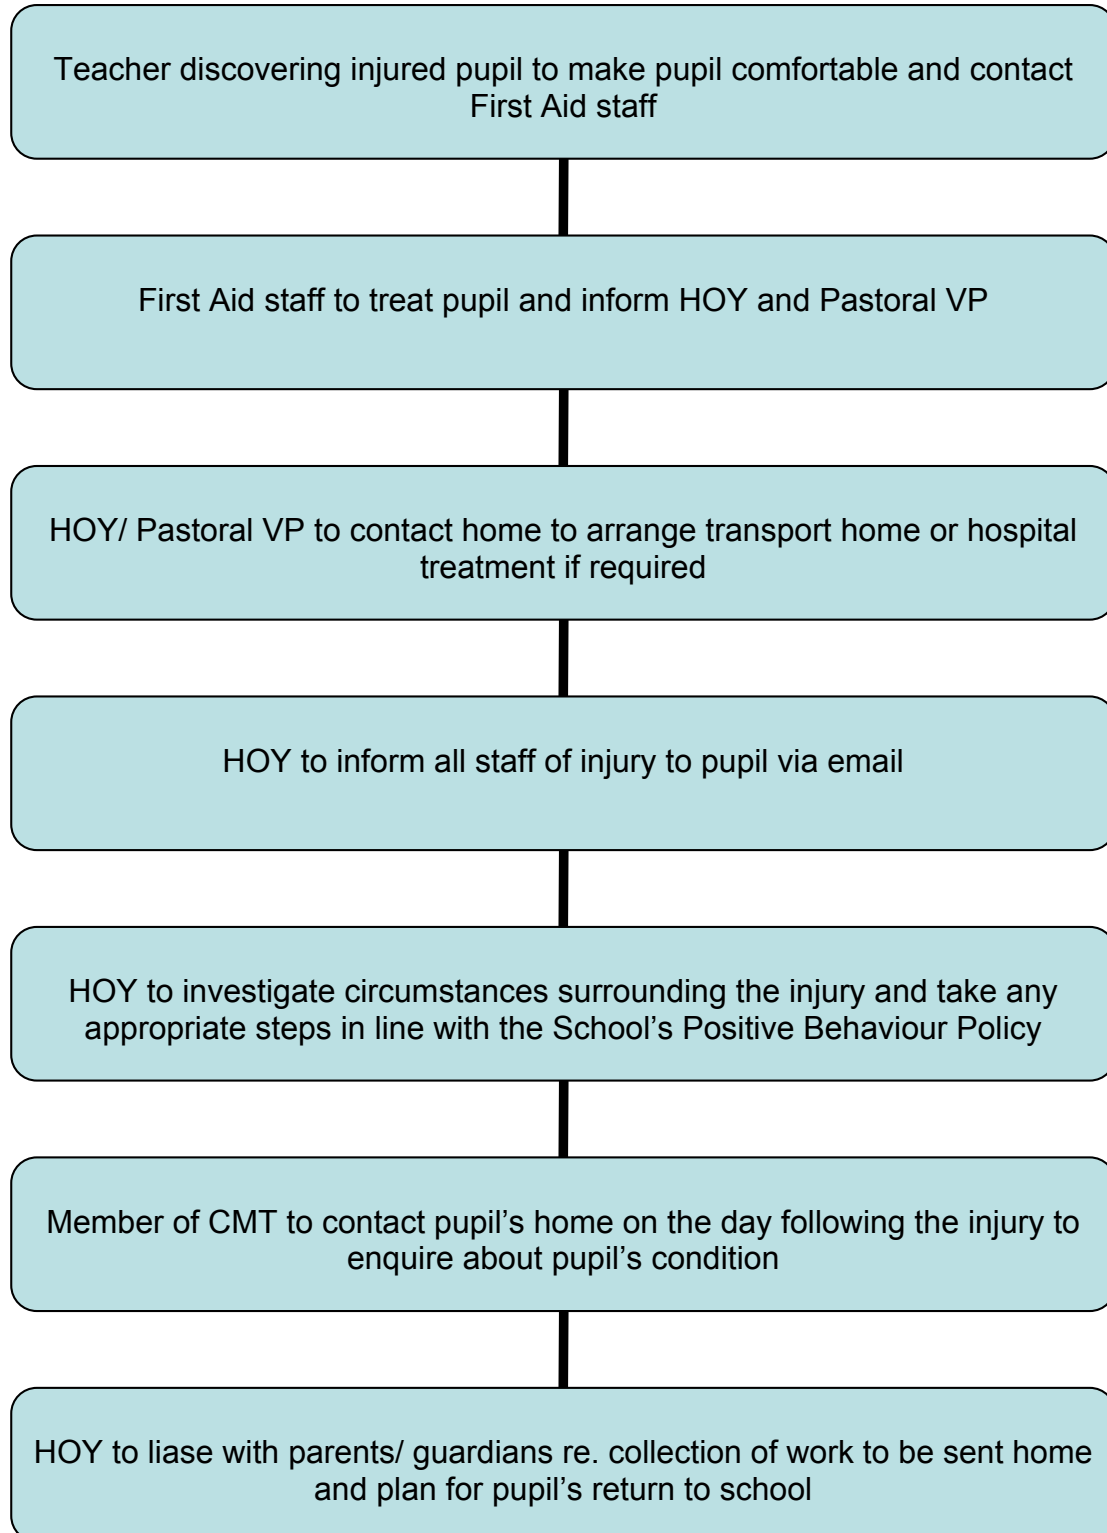 Teacher discovering injured pupil to make pupil comfortable and contact
First Aid staff
First Aid staff to treat pupil and inform HOY and Pastoral VP
HOY/ Pastoral VP to contact home to arrange transport home or hospital
treatment if required
HOY to inform all staff of injury to pupil via email
HOY to investigate circumstances surrounding the injury and take any
appropriate steps in line with the School’s Positive Behaviour Policy
Member of CMT to contact pupil’s home on the day following the injury to
enquire about pupil’s condition
HOY to liase with parents/ guardians re. collection of work to be sent home
and plan for pupil’s return to school